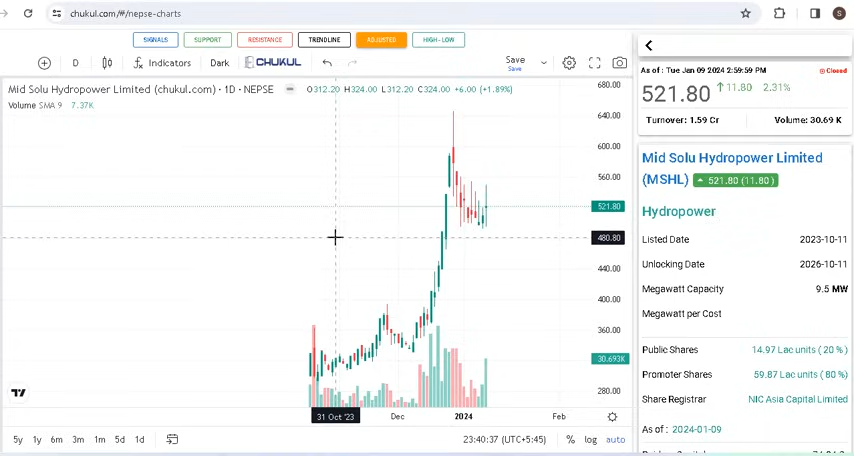 chukul.com/#/nepse-charts
S
SIGNALS
SUPPORT
RESISTANCE
TRENDLINE
ADJUSTED
HIGH-LOW
D
fx Indicators
Dark
CHUKUL
Save
Save
Mid Solu Hydropower Limited (chukul.com) · 1D · NEPSE
O312.20 H324.00 L312.20 C324.00 +6.00 (+1.89%)
Volume SMA 9 7.37K
680.00
640.00
600.00
560.00
521.80
480.80
440.00
400.00
360.00
30.693K
280.00
31 Oct '23
Dec
2024
Feb
5y 1y 6m 3m 1m 5d 1d
23:40:37 (UTC+5:45)
% log auto
As of : Tue Jan 09 2024 2:59:59 PM
Closed
521.80 11.80 2.31%
Turnover: 1.59 Cr
Volume: 30.69 K
Mid Solu Hydropower Limited
(MSHL) 521.80 (11.80)
Hydropower
Listed Date 2023-10-11
Unlocking Date 2026-10-11
Megawatt Capacity 9.5 MW
Megawatt per Cost
Public Shares 14.97 Lac units ( 20 % )
Promoter Shares 59.87 Lac units ( 80 % )
Share Registrar NIC Asia Capital Limited
As of : 2024-01-09